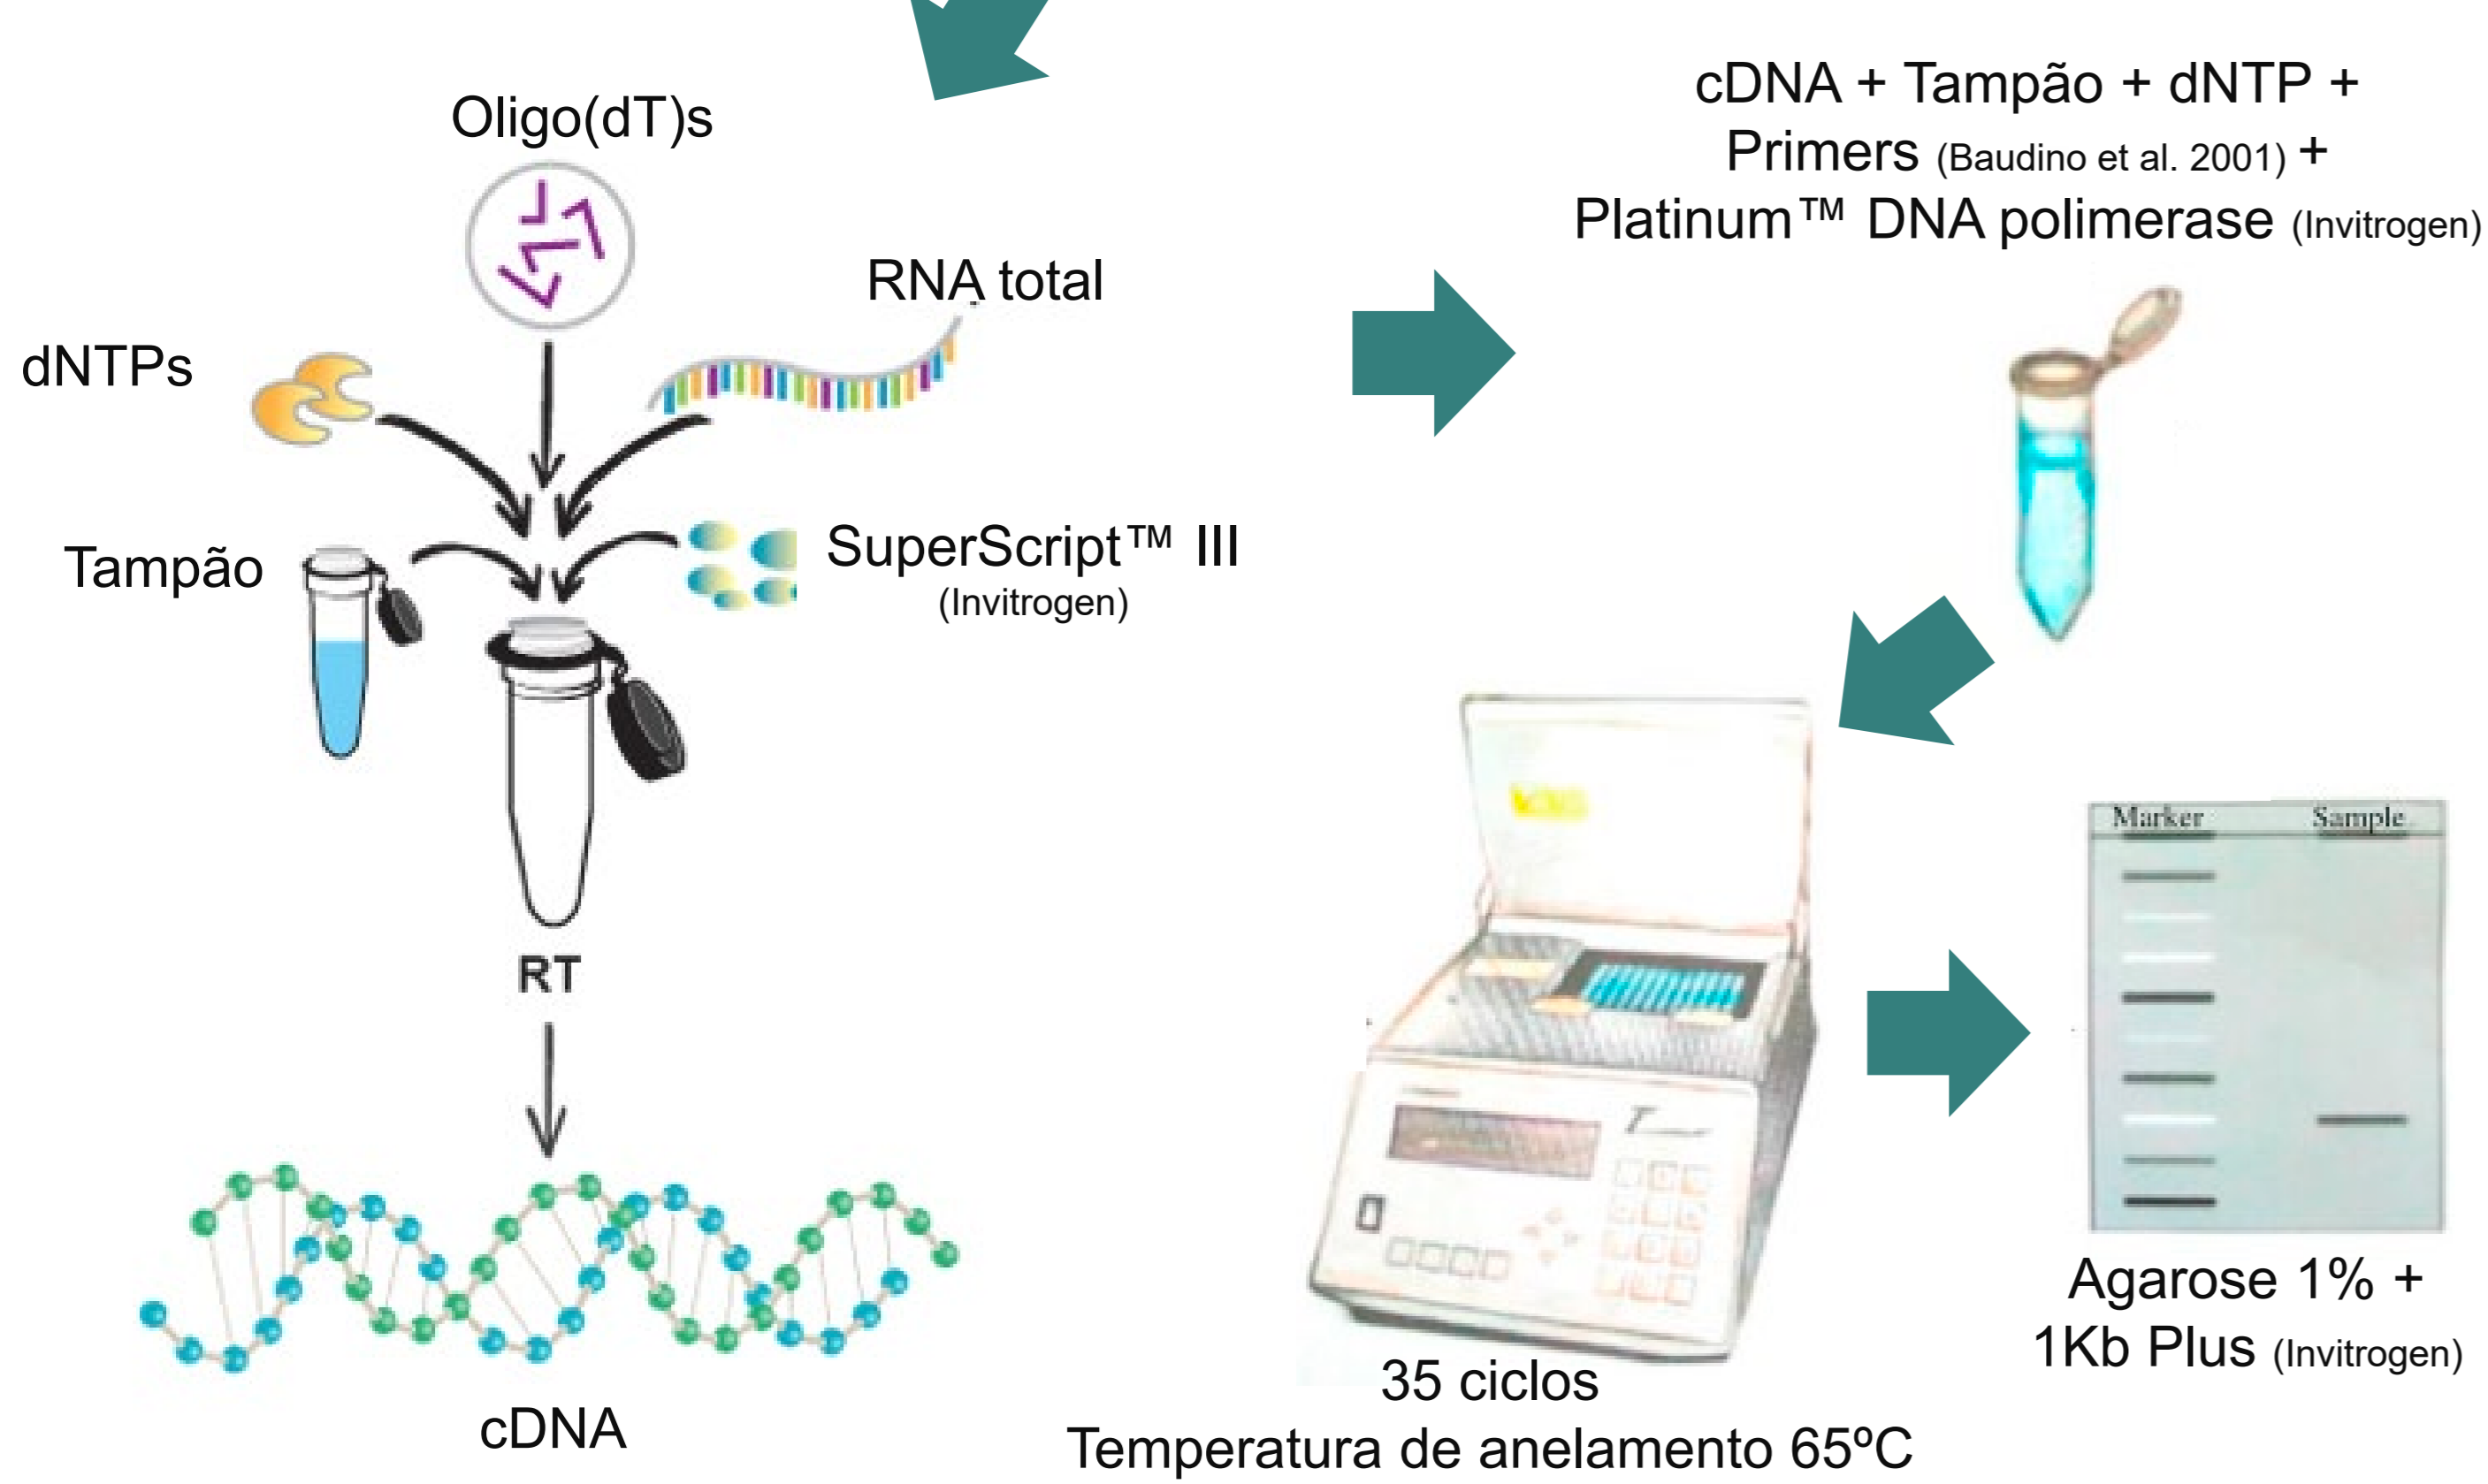 Oligo(dT)s
RNA total
dNTPs
Tampão
SuperScript™ III
(Invitrogen)
RT
cDNA
cDNA + Tampão + dNTP +
Primers (Baudino et al. 2001) +
Platinum™ DNA polimerase (Invitrogen)
35 ciclos
Temperatura de anelamento 65ºC
Marker Sample
Agarose 1% +
1Kb Plus (Invitrogen)